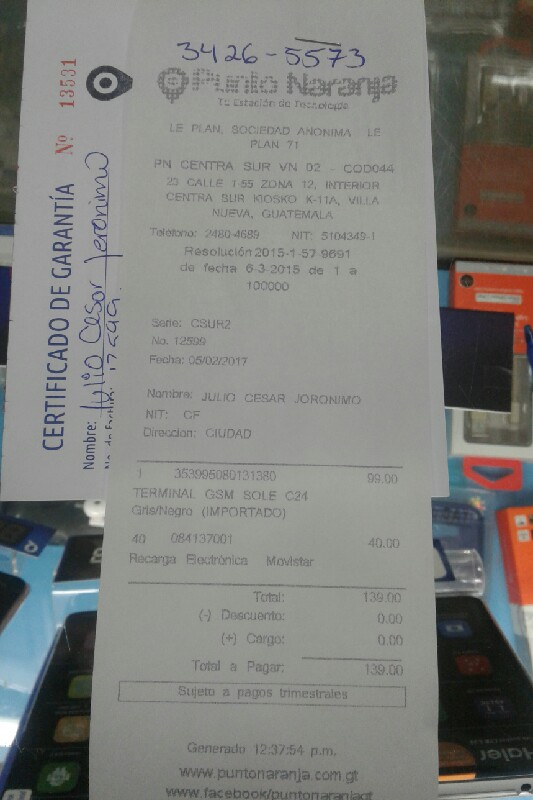 3426-5573
Punto Naranja
Tu Estación de Tecnología
LE PLAN, SOCIEDAD ANONIMA LE
PLAN 71
PN CENTRA SUR VN 02 - COD044
20 CALLE 1-55 ZONA 12, INTERIOR
CENTRA SUR KIOSKO K-11A, VILLA
NUEVA, GUATEMALA
Telefono: 2480-4689 NIT: 5104349-1
Resolución 2015-1-57-9691
de fecha 6-3-2015 de 1 a
100000
Serie: CSUR2
No. 12599
Fecha: 05/02/2017
Nombre: JULIO CESAR JORONIMO
NIT: CF
Direccion: CIUDAD
1 353995080131380 99.00
TERMINAL GSM SOLE C24
Gris/Negro (IMPORTADO)
40 084137001 40.00
Recarga Electrónica Movistar
Total: 139.00
(-) Descuento: 0.00
(+) Cargo: 0.00
Total a Pagar: 139.00
Sujeto a pagos trimestrales
Generado 12:37:54 p.m.
www.puntonaranja.com.gt
www.facebook/puntonaranjagt
CERTIFICADO DE GARANTÍA Nº 13531
Nombre: Julio Cesar Jeronimo
Haier